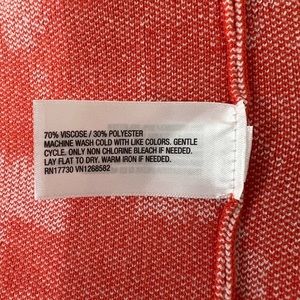 70% VISCOSE / 30% POLYESTER
MACHINE WASH COLD WITH LIKE COLORS. GENTLE
CYCLE. ONLY NON CHLORINE BLEACH IF NEEDED.
LAY FLAT TO DRY. WARM IRON IF NEEDED.
RN17730 VN1268582